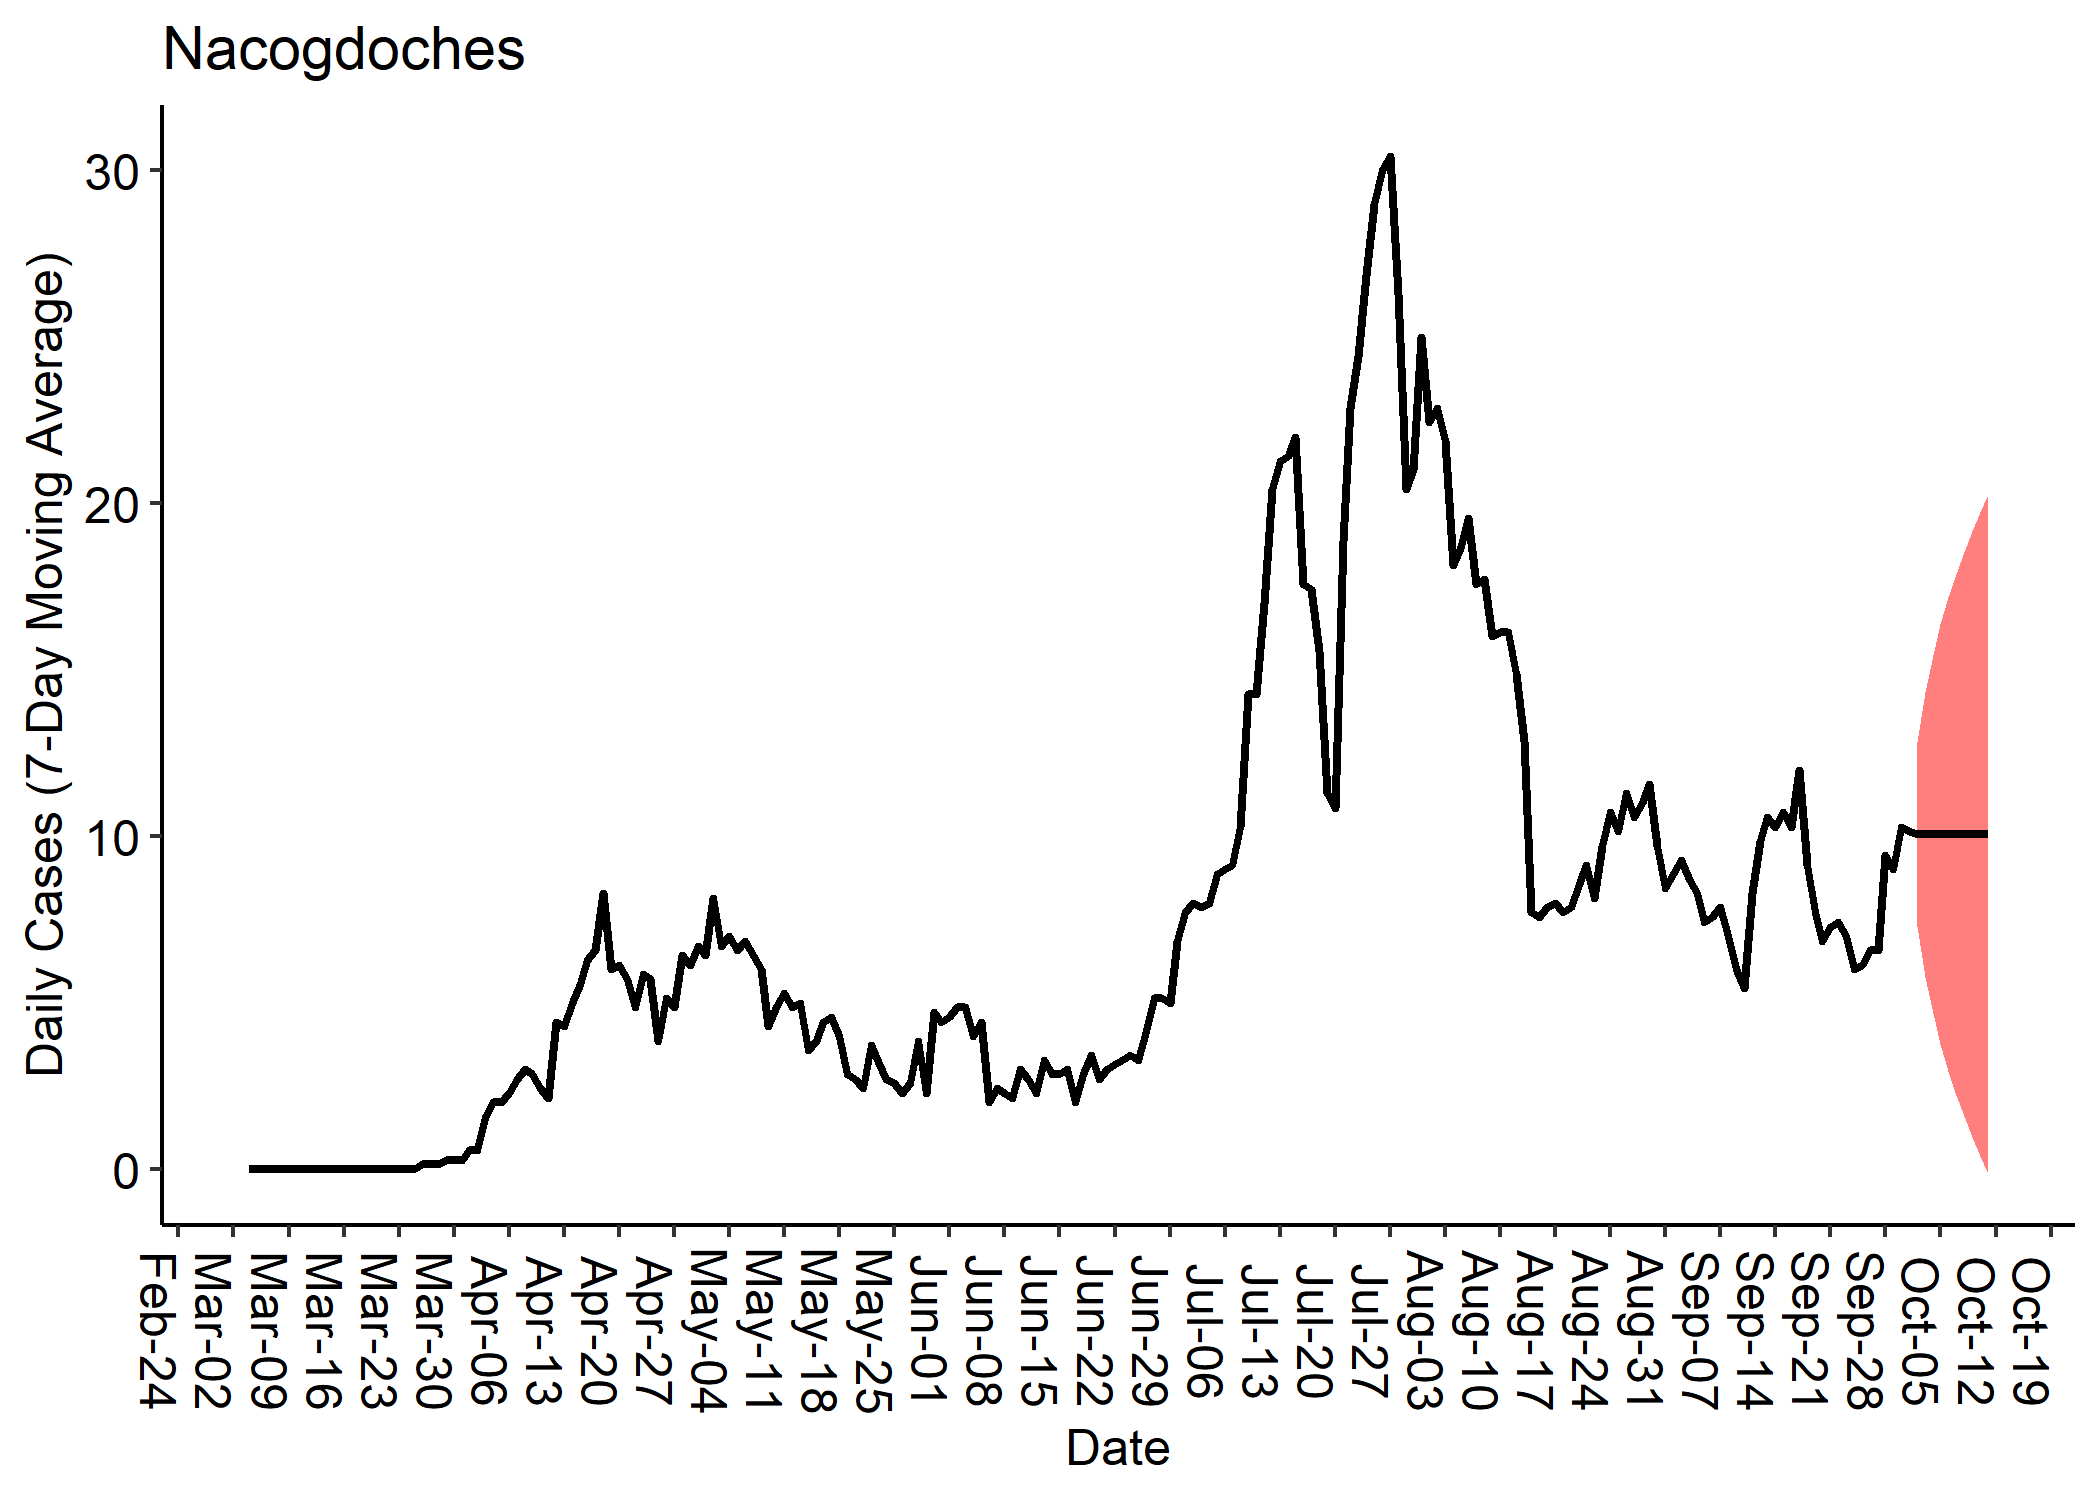 Nacogdoches
Daily Cases (7-Day Moving Average)
30
20
10
0
Feb-24
Mar-02
Mar-09
Mar-16
Mar-23
Mar-30
Apr-06
Apr-13
Apr-20
Apr-27
May-04
May-11
May-18
May-25
Jun-01
Jun-08
Jun-15
Jun-22
Jun-29
Jul-06
Jul-13
Jul-20
Jul-27
Aug-03
Aug-10
Aug-17
Aug-24
Aug-31
Sep-07
Sep-14
Sep-21
Sep-28
Oct-05
Oct-12
Oct-19
Date